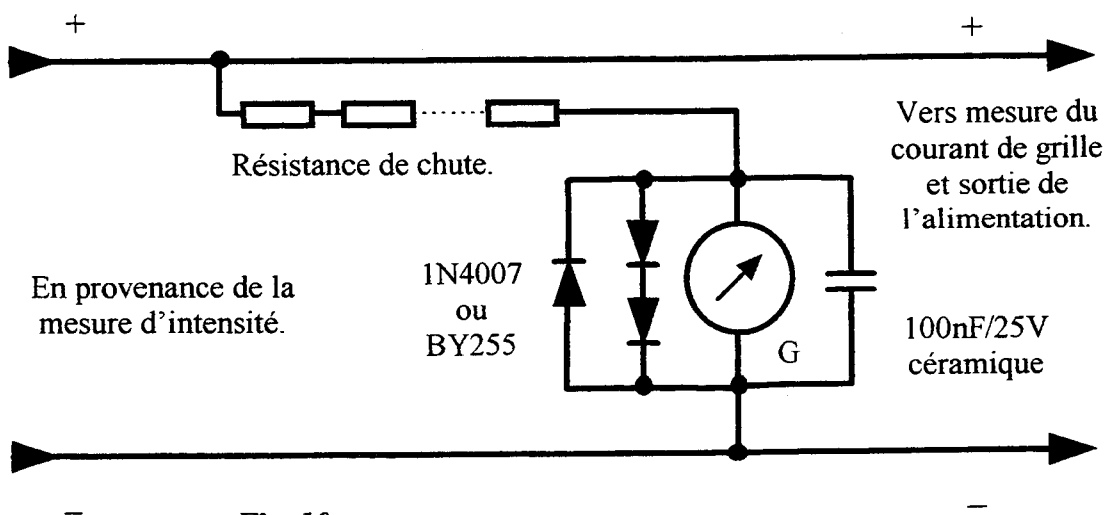 +
+
Résistance de chute.
Vers mesure du
courant de grille
et sortie de
l'alimentation.
En provenance de la
mesure d'intensité.
1N4007
ou
BY255
G
100nF/25V
céramique